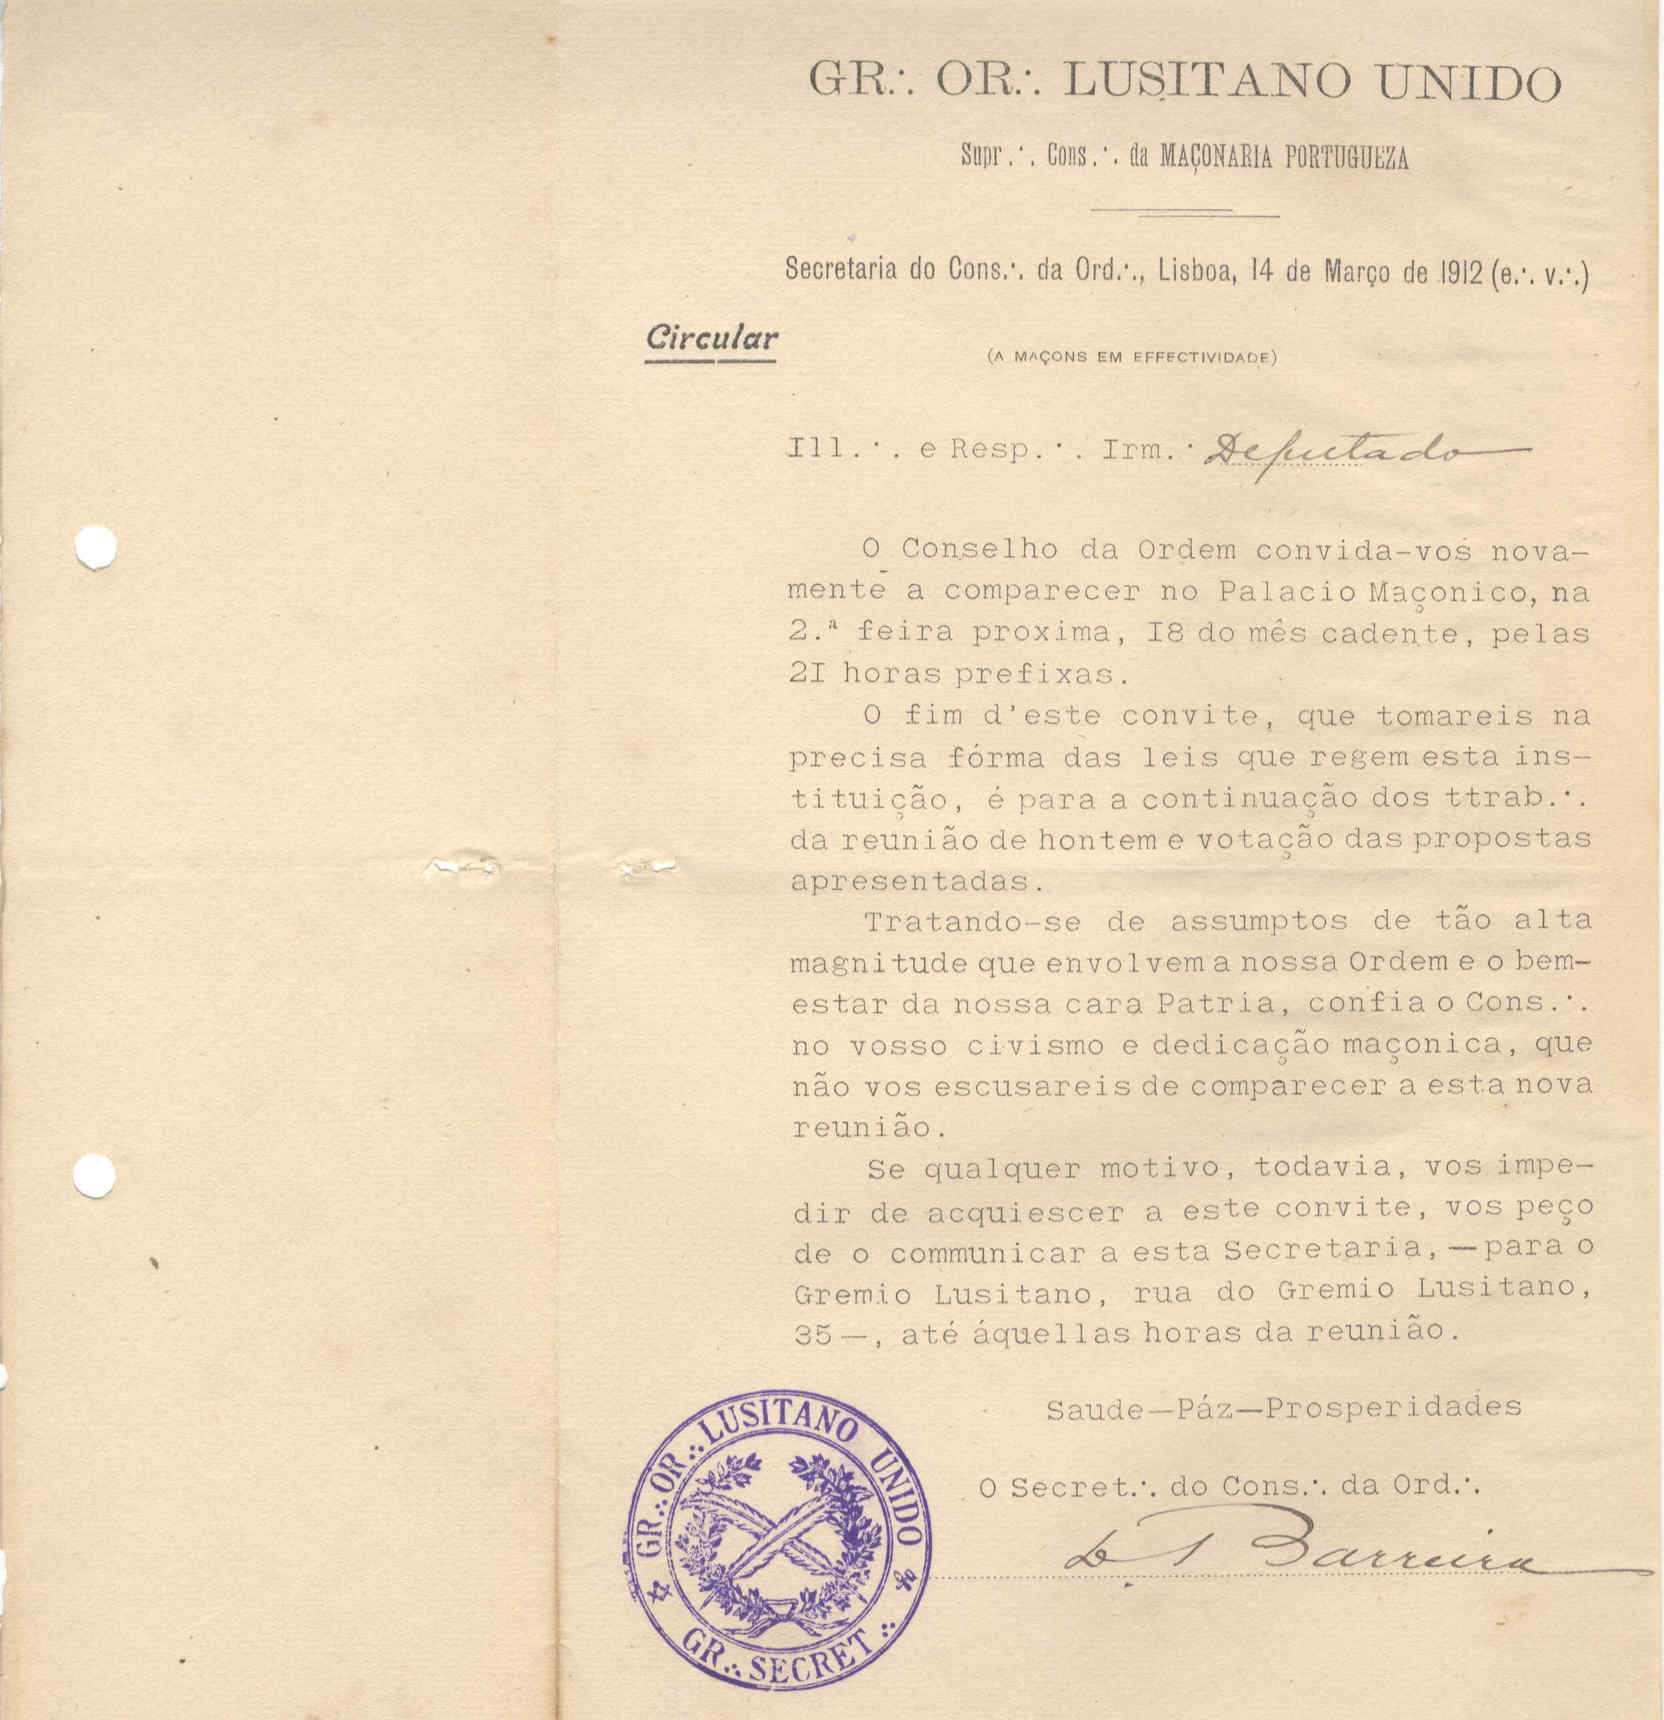 GR∴ OR∴ LUSITANO UNIDO
Supr∴ Cons∴ da MAÇONARIA PORTUGUEZA
Secretaria do Cons∴ da Ord∴, Lisboa, 14 de Março de 1912 (e∴ v∴)
Circular
(A MAÇONS EM EFFECTIVIDADE)
Ill∴ e Resp∴ Irm∴ Deputado
O Conselho da Ordem convida-vos nova-
mente a comparecer no Palacio Maçonico, na
2.ª feira proxima, I8 do mês cadente, pelas
2I horas prefixas.
O fim d'este convite, que tomareis na
precisa fórma das leis que regem esta ins-
tituição, é para a continuação dos ttrab∴
da reunião de hontem e votação das propostas
apresentadas.
Tratando-se de assumptos de tão alta
magnitude que envolvem a nossa Ordem e o bem-
estar da nossa cara Patria, confia o Cons∴
no vosso civismo e dedicação maçonica, que
não vos escusareis de comparecer a esta nova
reunião.
Se qualquer motivo, todavia, vos impe-
dir de acquiescer a este convite, vos peço
de o communicar a esta Secretaria,—para o
Gremio Lusitano, rua do Gremio Lusitano,
35—, até áquellas horas da reunião.
Saude—Páz—Prosperidades
O Secret∴ do Cons∴ da Ord∴
Barreira
GR∴ OR∴ LUSITANO UNIDO
GR∴ SECRET∴